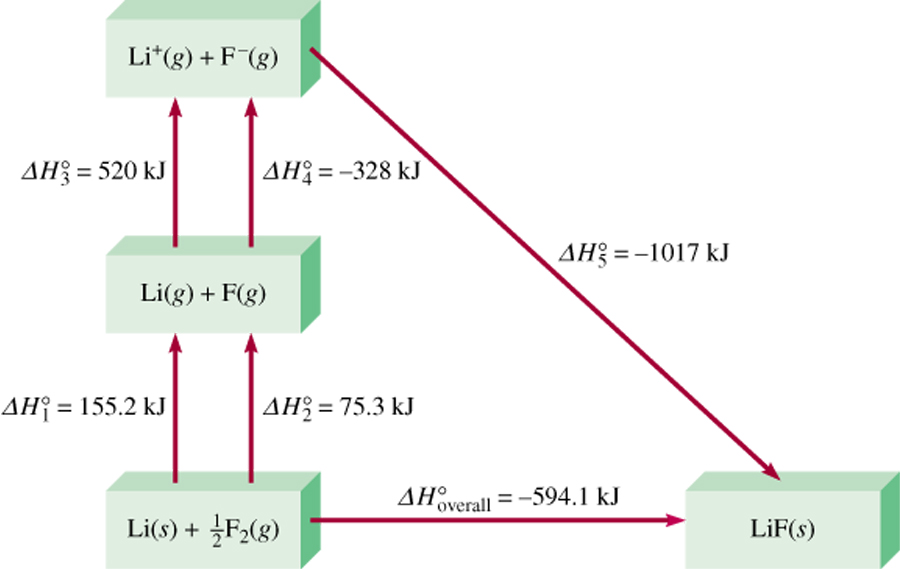 Li⁺(g) + F⁻(g)
ΔH°₃ = 520 kJ
ΔH°₄ = –328 kJ
ΔH°₅ = –1017 kJ
Li(g) + F(g)
ΔH°₁ = 155.2 kJ
ΔH°₂ = 75.3 kJ
ΔH°overall = –594.1 kJ
Li(s) + ½F₂(g)
LiF(s)